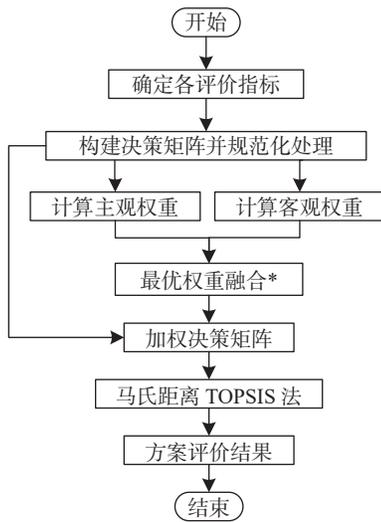 开始
确定各评价指标
构建决策矩阵并规范化处理
计算主观权重
计算客观权重
最优权重融合*
加权决策矩阵
马氏距离 TOPSIS 法
方案评价结果
结束